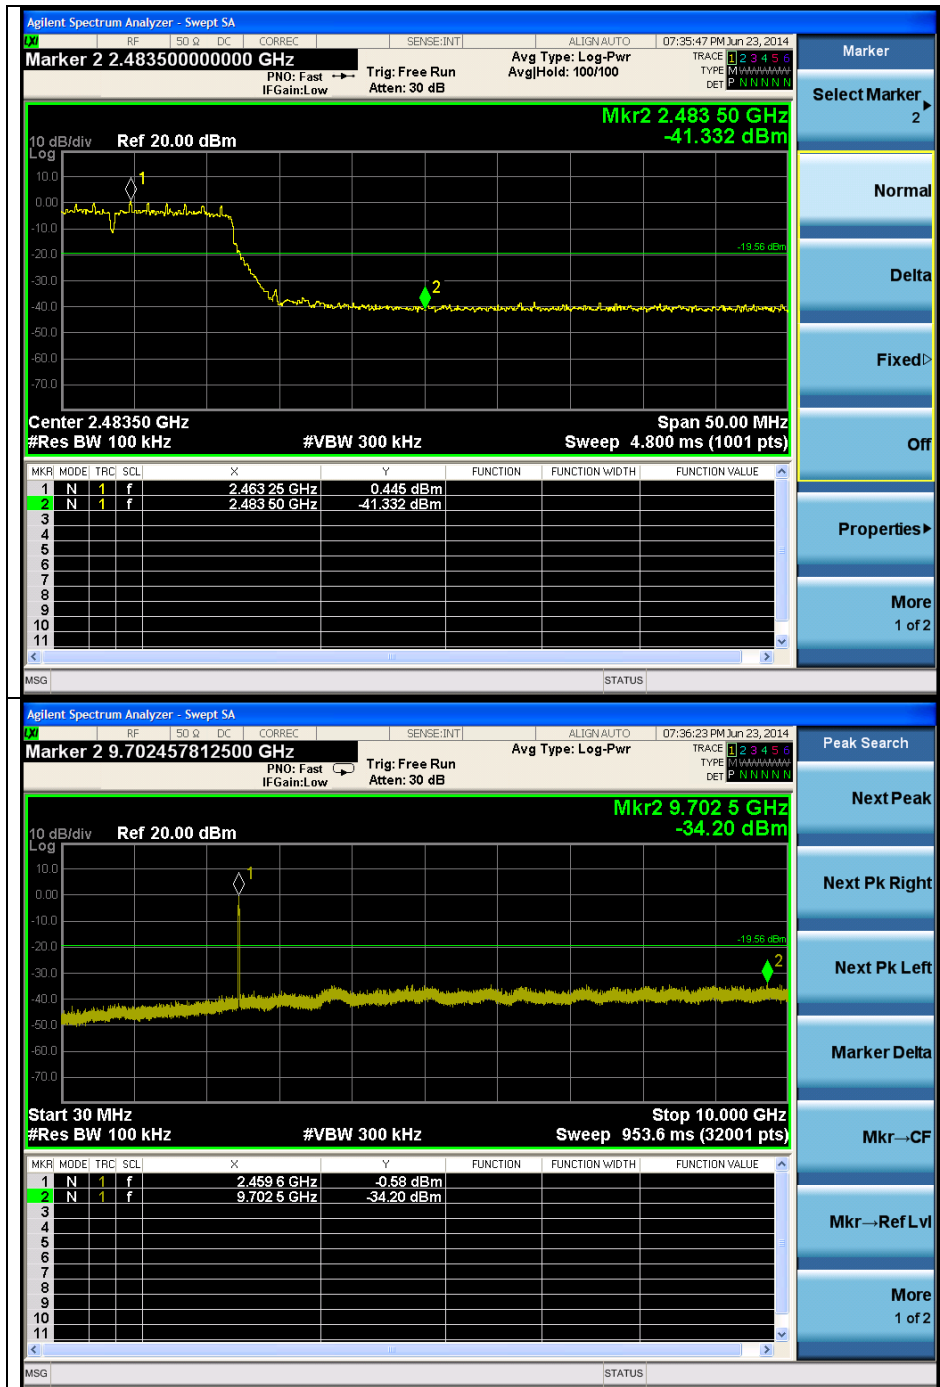 Agilent Spectrum Analyzer - Swept SA
LXI RF 50 Ω DC CORREC SENSE:INT ALIGNAUTO 07:35:47 PM Jun 23, 2014
Marker 2 2.483500000000 GHz
PNO: Fast
IFGain:Low
Trig: Free Run
Atten: 30 dB
Avg Type: Log-Pwr
Avg|Hold: 100/100
TRACE 1 2 3 4 5 6
TYPE M
DET P N N N N N
Mkr2 2.483 50 GHz
-41.332 dBm
10 dB/div Ref 20.00 dBm
Log
10.0
0.00
-10.0
-20.0
-30.0
-40.0
-50.0
-60.0
-70.0
1
2
-19.56 dBm
Center 2.48350 GHz Span 50.00 MHz
#Res BW 100 kHz #VBW 300 kHz Sweep 4.800 ms (1001 pts)
MKR MODE TRC SCL X Y FUNCTION FUNCTION WIDTH FUNCTION VALUE
1 N 1 f 2.463 25 GHz 0.445 dBm
2 N 1 f 2.483 50 GHz -41.332 dBm
3
4
5
6
7
8
9
10
11
MSG STATUS
Marker
Select Marker
2
Normal
Delta
Fixed
Off
Properties
More
1 of 2
Agilent Spectrum Analyzer - Swept SA
LXI RF 50 Ω DC CORREC SENSE:INT ALIGNAUTO 07:36:23 PM Jun 23, 2014
Marker 2 9.702457812500 GHz
PNO: Fast
IFGain:Low
Trig: Free Run
Atten: 30 dB
Avg Type: Log-Pwr
TRACE 1 2 3 4 5 6
TYPE M
DET P N N N N N
Mkr2 9.702 5 GHz
-34.20 dBm
10 dB/div Ref 20.00 dBm
Log
10.0
0.00
-10.0
-20.0
-30.0
-40.0
-50.0
-60.0
-70.0
1
2
-19.56 dBm
Start 30 MHz Stop 10.000 GHz
#Res BW 100 kHz #VBW 300 kHz Sweep 953.6 ms (32001 pts)
MKR MODE TRC SCL X Y FUNCTION FUNCTION WIDTH FUNCTION VALUE
1 N 1 f 2.459 6 GHz -0.58 dBm
2 N 1 f 9.702 5 GHz -34.20 dBm
3
4
5
6
7
8
9
10
11
MSG STATUS
Peak Search
Next Peak
Next Pk Right
Next Pk Left
Marker Delta
Mkr→CF
Mkr→Ref Lvl
More
1 of 2